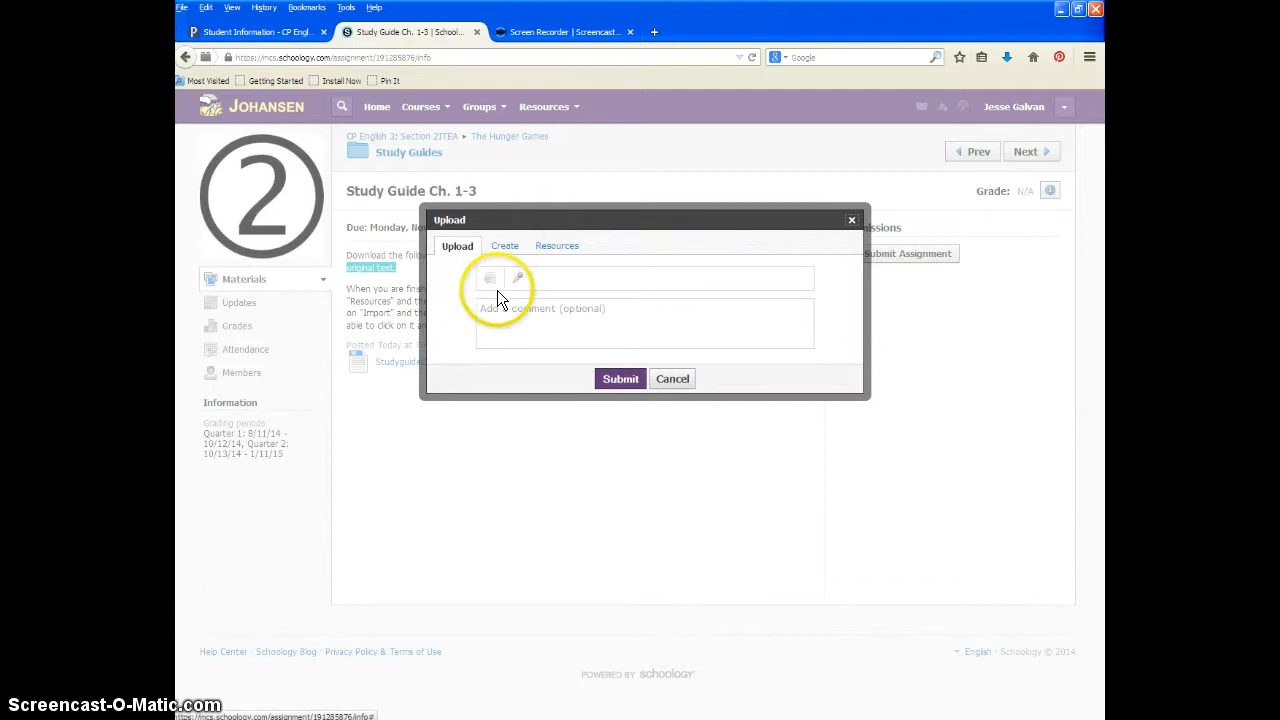 File Edit View History Bookmarks Tools Help
Student Information - CP Engl... Study Guide Ch. 1-3 | School... Screen Recorder | Screencast...
https://mcs.schoology.com/assignment/191285876/info Google
Most Visited Getting Started Install Now Pin It
JOHANSEN Home Courses Groups Resources Jesse Galvan
CP English 3: Section 2ITEA The Hunger Games
Study Guides
Prev Next
2
Study Guide Ch. 1-3
Grade: N/A
Due: Monday, Nov
Download the follow
original text.
When you are finis
"Resources" and the
on "Import" and the
able to click on it an
Posted Today at
Studyguide
missions
Submit Assignment
Upload
Upload Create Resources
Add a comment (optional)
Submit Cancel
Materials
Updates
Grades
Attendance
Members
Information
Grading periods
Quarter 1: 8/11/14 -
10/12/14, Quarter 2:
10/13/14 - 1/11/15
Help Center · Schoology Blog · Privacy Policy & Terms of Use
English · Schoology © 2014
POWERED BY schoology
Screencast-O-Matic.com
https://mcs.schoology.com/assignment/191285876/info#